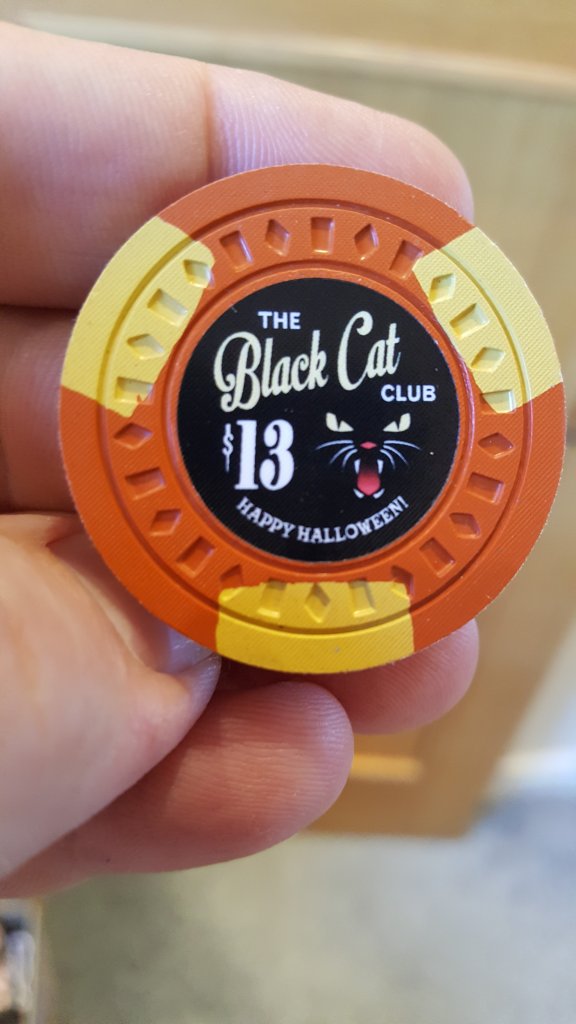 THE
Black Cat
CLUB
$13
HAPPY HALLOWEEN!